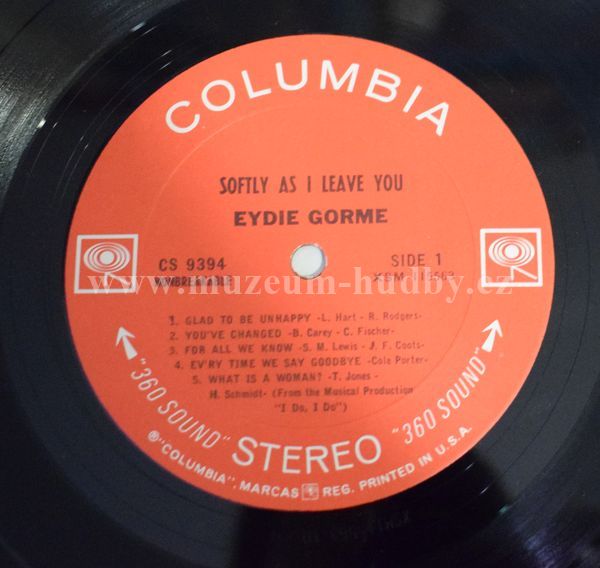 COLUMBIA
SOFTLY AS I LEAVE YOU
EYDIE GORME
CS 9394
NONBREAKABLE
SIDE 1
www.muzeum-hudby.cz
1. GLAD TO BE UNHAPPY -L. Hart - R. Rodgers-
2. YOU'VE CHANGED -B. Carey - C. Fischer-
3. FOR ALL WE KNOW -S. M. Lewis - J. F. Coots-
4. EV'RY TIME WE SAY GOODBYE -Cole Porter-
5. WHAT IS A WOMAN? -T. Jones-
H. Schmidt- (From the Musical Production
"I Do, I Do")
"360 SOUND" STEREO "360 SOUND"
℗"COLUMBIA", MARCAS REG. PRINTED IN U.S.A.